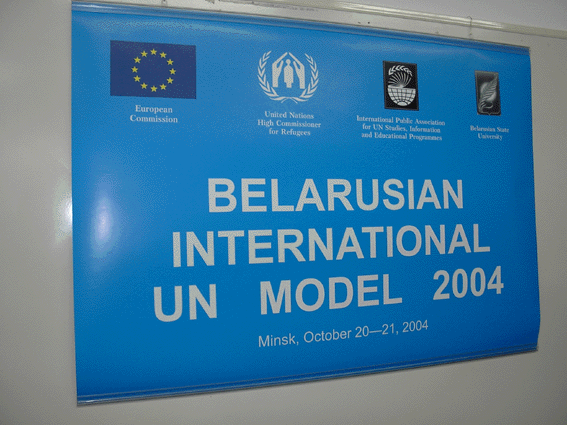 European
Commission
United Nations
High Commissioner
for Refugees
International Public Association
for UN Studies, Information
and Educational Programmes
Belarusian State
University
BELARUSIAN
INTERNATIONAL
UN MODEL 2004
Minsk, October 20—21, 2004